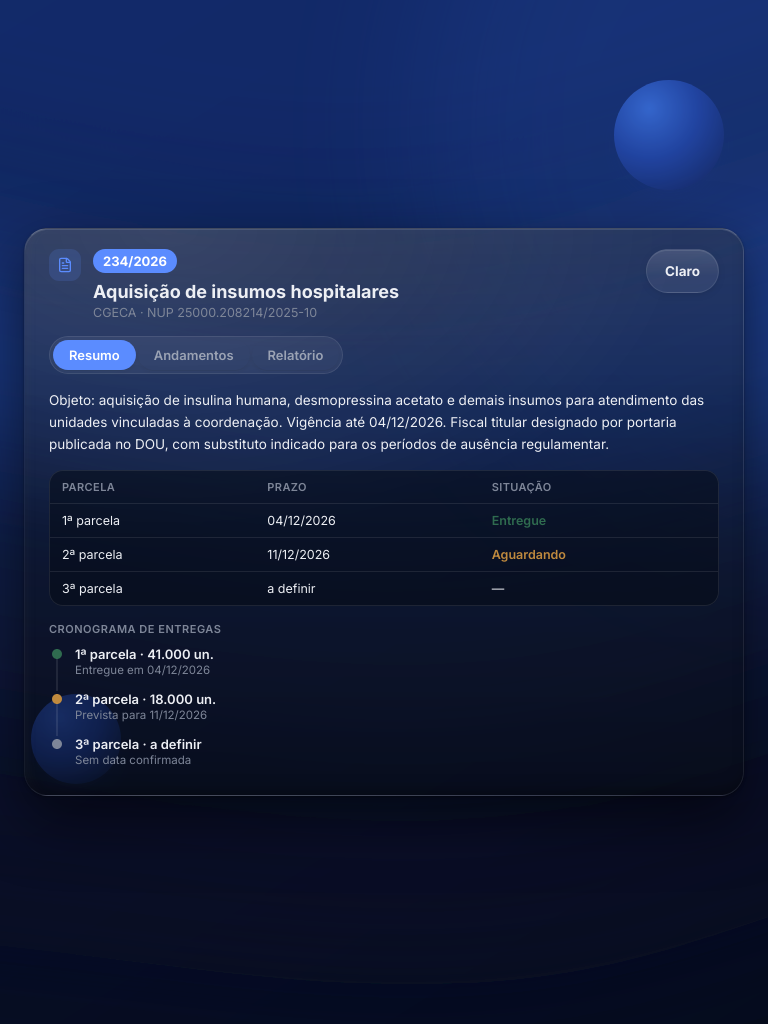 234/2026
Claro
Aquisição de insumos hospitalares
CGECA · NUP 25000.208214/2025-10
Resumo Andamentos Relatório
Objeto: aquisição de insulina humana, desmopressina acetato e demais insumos para atendimento das
unidades vinculadas à coordenação. Vigência até 04/12/2026. Fiscal titular designado por portaria
publicada no DOU, com substituto indicado para os períodos de ausência regulamentar.
PARCELA PRAZO SITUAÇÃO
1ª parcela 04/12/2026 Entregue
2ª parcela 11/12/2026 Aguardando
3ª parcela a definir —
CRONOGRAMA DE ENTREGAS
1ª parcela · 41.000 un.
Entregue em 04/12/2026
2ª parcela · 18.000 un.
Prevista para 11/12/2026
3ª parcela · a definir
Sem data confirmada